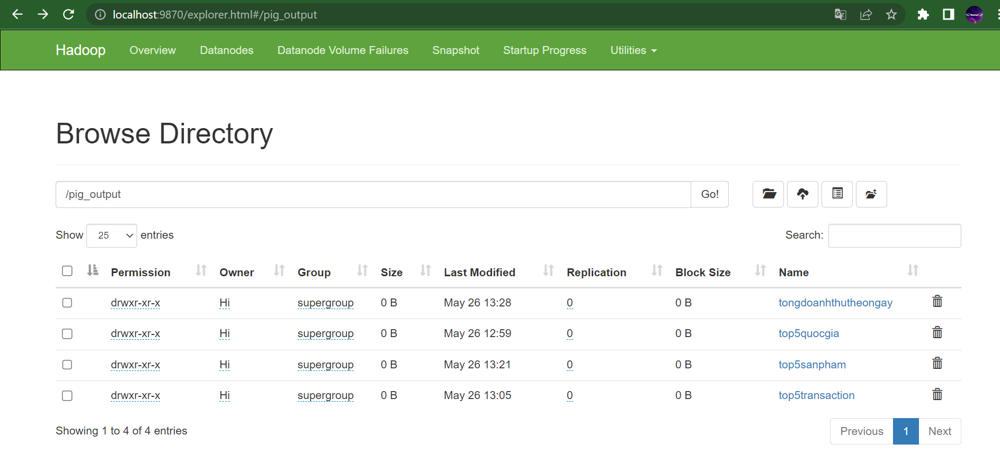 localhost:9870/explorer.html#/pig_output
Hadoop Overview Datanodes Datanode Volume Failures Snapshot Startup Progress Utilities
Browse Directory
/pig_output Go!
Show 25 entries Search:
Permission Owner Group Size Last Modified Replication Block Size Name
drwxr-xr-x Hi supergroup 0 B May 26 13:28 0 0 B tongdoanhthutheongay
drwxr-xr-x Hi supergroup 0 B May 26 12:59 0 0 B top5quocgia
drwxr-xr-x Hi supergroup 0 B May 26 13:21 0 0 B top5sanpham
drwxr-xr-x Hi supergroup 0 B May 26 13:05 0 0 B top5transaction
Showing 1 to 4 of 4 entries Previous 1 Next